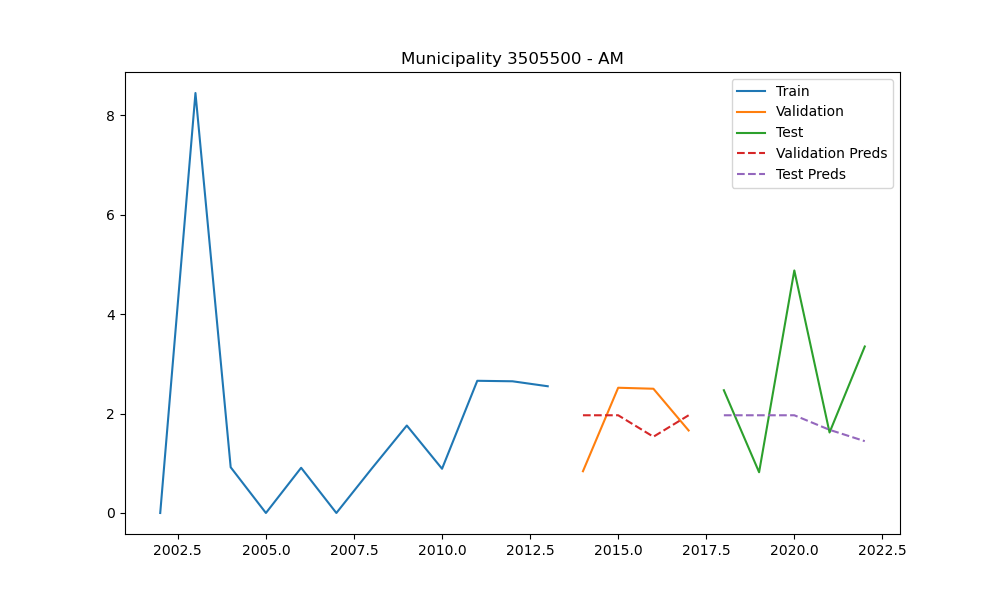 Municipality 3505500 - AM
Train
Validation
Test
Validation Preds
Test Preds
8
6
4
2
0
2002.5 2005.0 2007.5 2010.0 2012.5 2015.0 2017.5 2020.0 2022.5